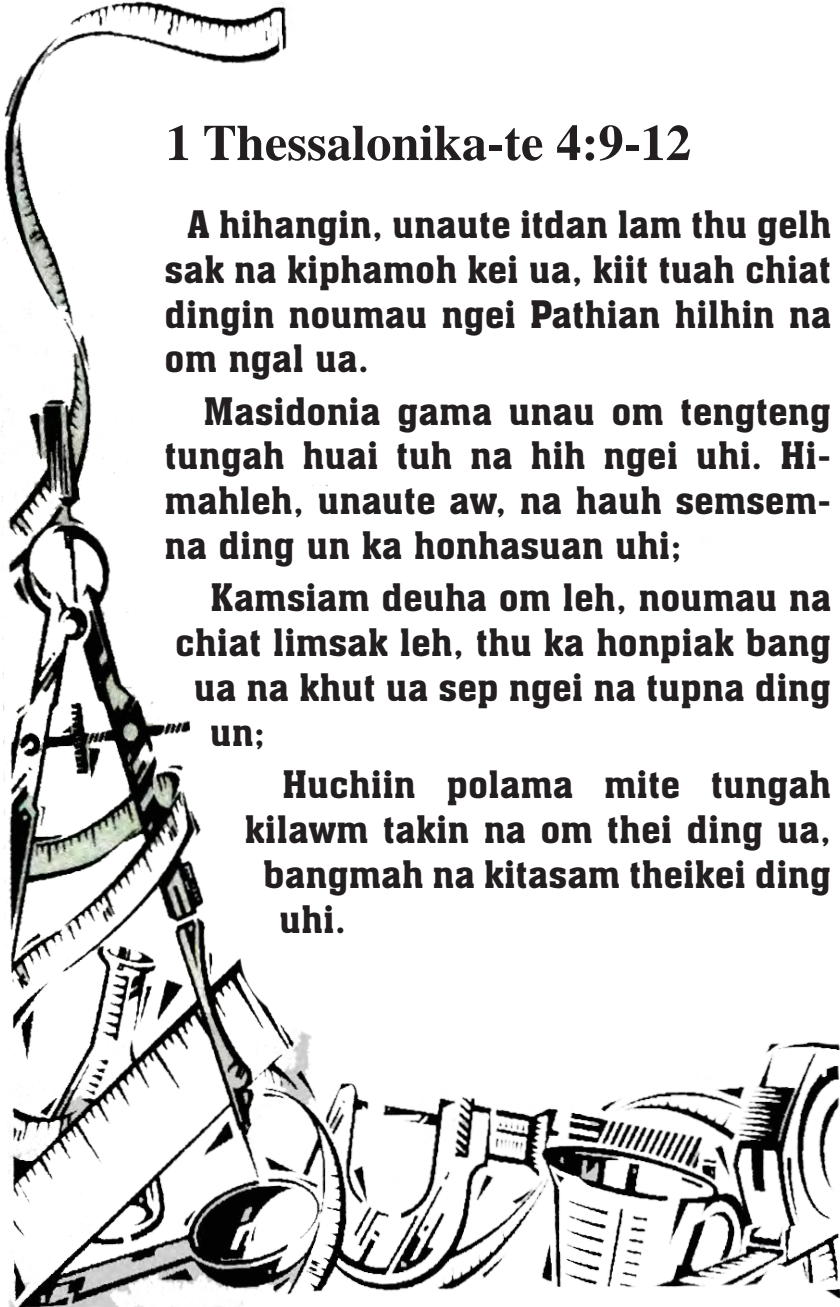 1 Thessalonika-te 4:9-12
A hihangin, unaute itdan lam thu gelh
sak na kiphamoh kei ua, kiit tuah chiat
dingin noumau ngei Pathian hilhin na
om ngal ua.
Masidonia gama unau om tengteng
tungah huai tuh na hih ngei uhi. Hi-
mahleh, unaute aw, na hauh semsem-
na ding un ka honhasuan uhi;
Kamsiam deuha om leh, noumau na
chiat limsak leh, thu ka honpiak bang
ua na khut ua sep ngei na tupna ding
un;
Huchiin polama mite tungah
kilawm takin na om thei ding ua,
bangmah na kitasam theikei ding
uhi.